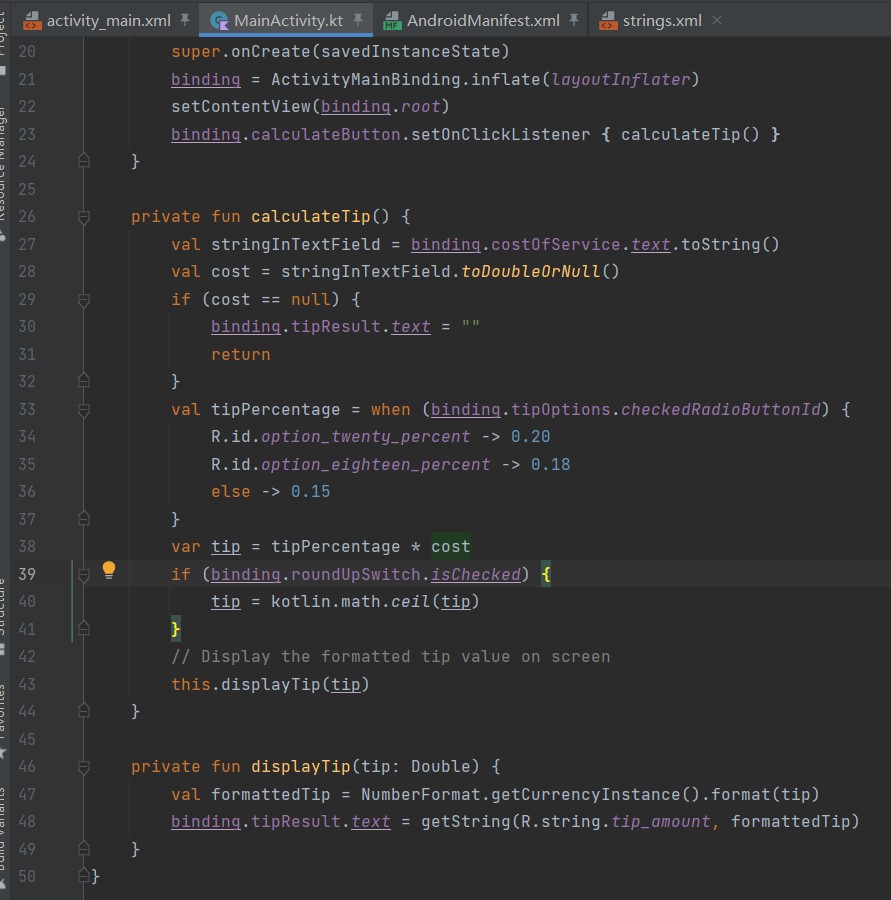 activity_main.xml MainActivity.kt MF AndroidManifest.xml strings.xml
Project
Resource Manager
Structure
Favorites
Build Variants
20 super.onCreate(savedInstanceState)
21 binding = ActivityMainBinding.inflate(layoutInflater)
22 setContentView(binding.root)
23 binding.calculateButton.setOnClickListener { calculateTip() }
24 }
25
26 private fun calculateTip() {
27 val stringInTextField = binding.costOfService.text.toString()
28 val cost = stringInTextField.toDoubleOrNull()
29 if (cost == null) {
30 binding.tipResult.text = ""
31 return
32 }
33 val tipPercentage = when (binding.tipOptions.checkedRadioButtonId) {
34 R.id.option_twenty_percent -> 0.20
35 R.id.option_eighteen_percent -> 0.18
36 else -> 0.15
37 }
38 var tip = tipPercentage * cost
39 if (binding.roundUpSwitch.isChecked) {
40 tip = kotlin.math.ceil(tip)
41 }
42 // Display the formatted tip value on screen
43 this.displayTip(tip)
44 }
45
46 private fun displayTip(tip: Double) {
47 val formattedTip = NumberFormat.getCurrencyInstance().format(tip)
48 binding.tipResult.text = getString(R.string.tip_amount, formattedTip)
49 }
50 }